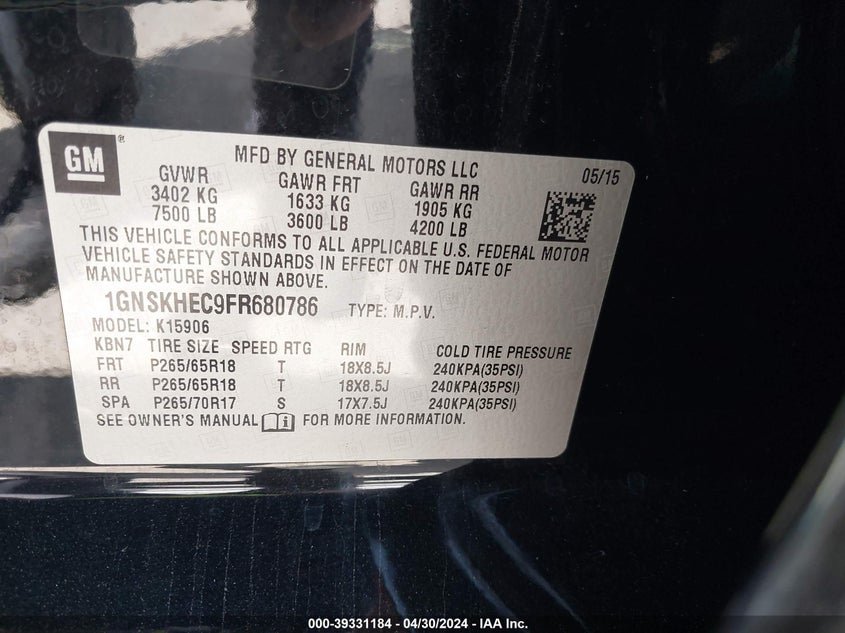 GM®
MFD BY GENERAL MOTORS LLC
05/15
GVWR GAWR FRT GAWR RR
3402 KG 1633 KG 1905 KG
7500 LB 3600 LB 4200 LB
THIS VEHICLE CONFORMS TO ALL APPLICABLE U.S. FEDERAL MOTOR
VEHICLE SAFETY STANDARDS IN EFFECT ON THE DATE OF
MANUFACTURE SHOWN ABOVE.
1GNSKHEC9FR680786 TYPE: M.P.V.
MODEL: K15906
KBN7 TIRE SIZE SPEED RTG RIM COLD TIRE PRESSURE
FRT P265/65R18 T 18X8.5J 240KPA(35PSI)
RR P265/65R18 T 18X8.5J 240KPA(35PSI)
SPA P265/70R17 S 17X7.5J 240KPA(35PSI)
SEE OWNER'S MANUAL i FOR MORE INFORMATION.
000-39331184 - 04/30/2024 - IAA Inc.